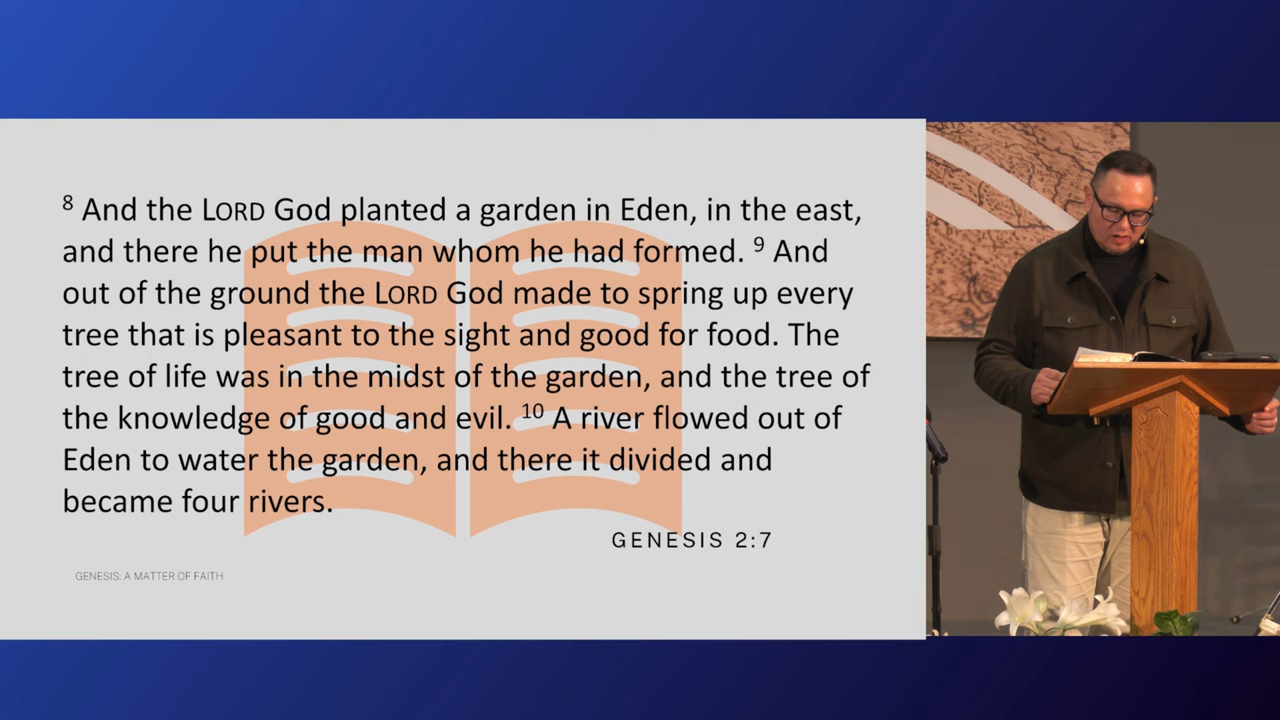 8 And the LORD God planted a garden in Eden, in the east,
and there he put the man whom he had formed. 9 And
out of the ground the LORD God made to spring up every
tree that is pleasant to the sight and good for food. The
tree of life was in the midst of the garden, and the tree of
the knowledge of good and evil. 10 A river flowed out of
Eden to water the garden, and there it divided and
became four rivers.
GENESIS 2:7
GENESIS: A MATTER OF FAITH